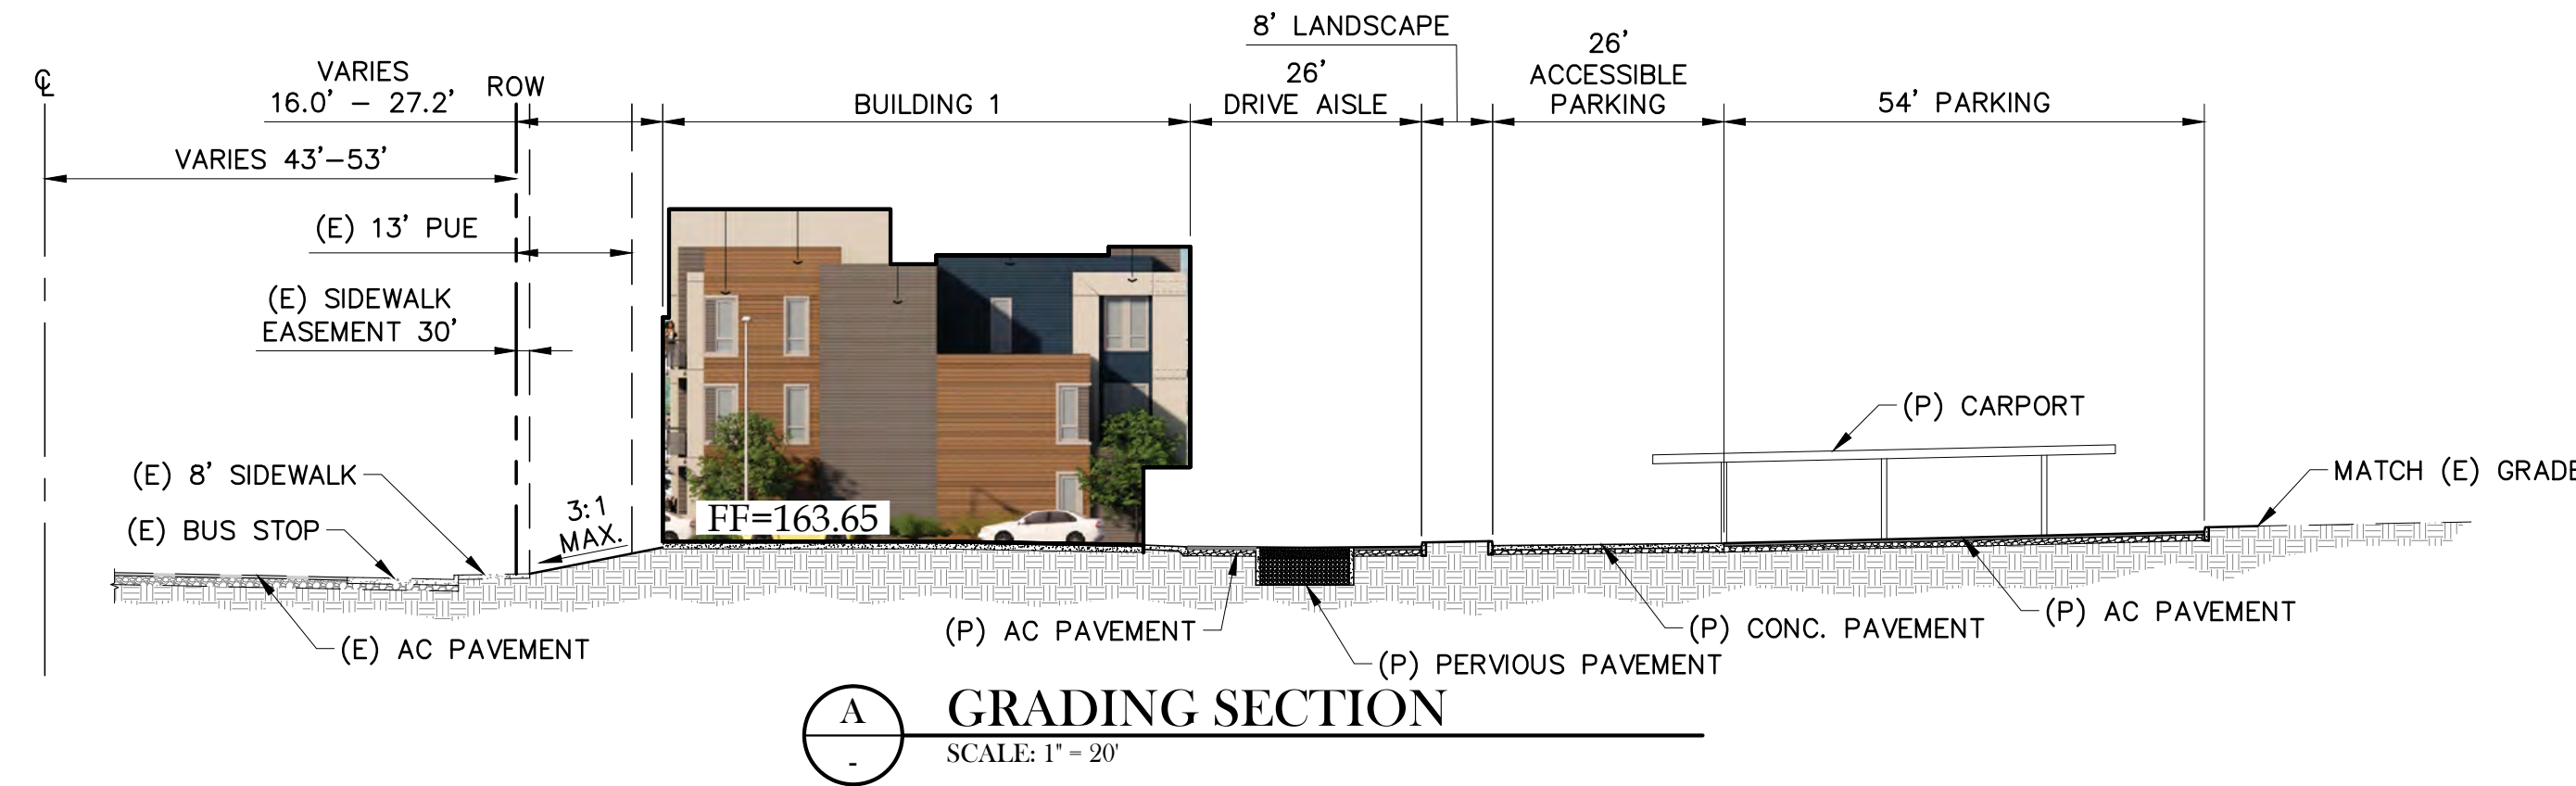 8' LANDSCAPE
℄
VARIES
16.0' – 27.2'
ROW
BUILDING 1
26'
DRIVE AISLE
26'
ACCESSIBLE
PARKING
54' PARKING
VARIES 43'–53'
(E) 13' PUE
(E) SIDEWALK
EASEMENT 30'
(E) 8' SIDEWALK
(E) BUS STOP
3:1
MAX.
FF=163.65
(P) CARPORT
MATCH (E) GRADE
(E) AC PAVEMENT
(P) AC PAVEMENT
(P) PERVIOUS PAVEMENT
(P) CONC. PAVEMENT
(P) AC PAVEMENT
A
-
GRADING SECTION
SCALE: 1" = 20'